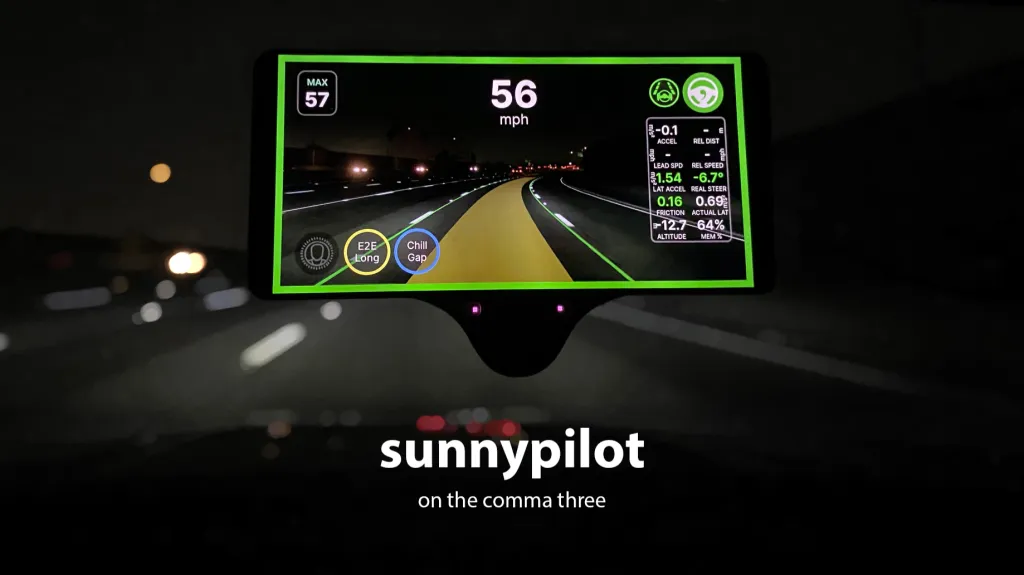 MAX
57
56
mph
-0.1
-
ACCEL
REL DIST
-
-
LEAD SPD
REL SPEED
1.54
-6.7°
LAT ACCEL
REAL STEER
0.16
0.69
FRICTION
ACTUAL LAT
-12.7
64%
ALTITUDE
MEM %
E2E
Long
Chill
Gap
sunnypilot
on the comma three